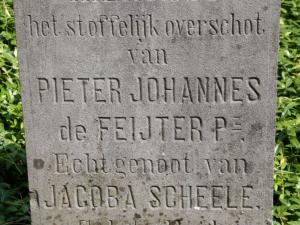 het stoffelijk overschot
van
PIETER JOHANNES
de FEIJTER Pz
Echtgenoot van
JACOBA SCHEELE.